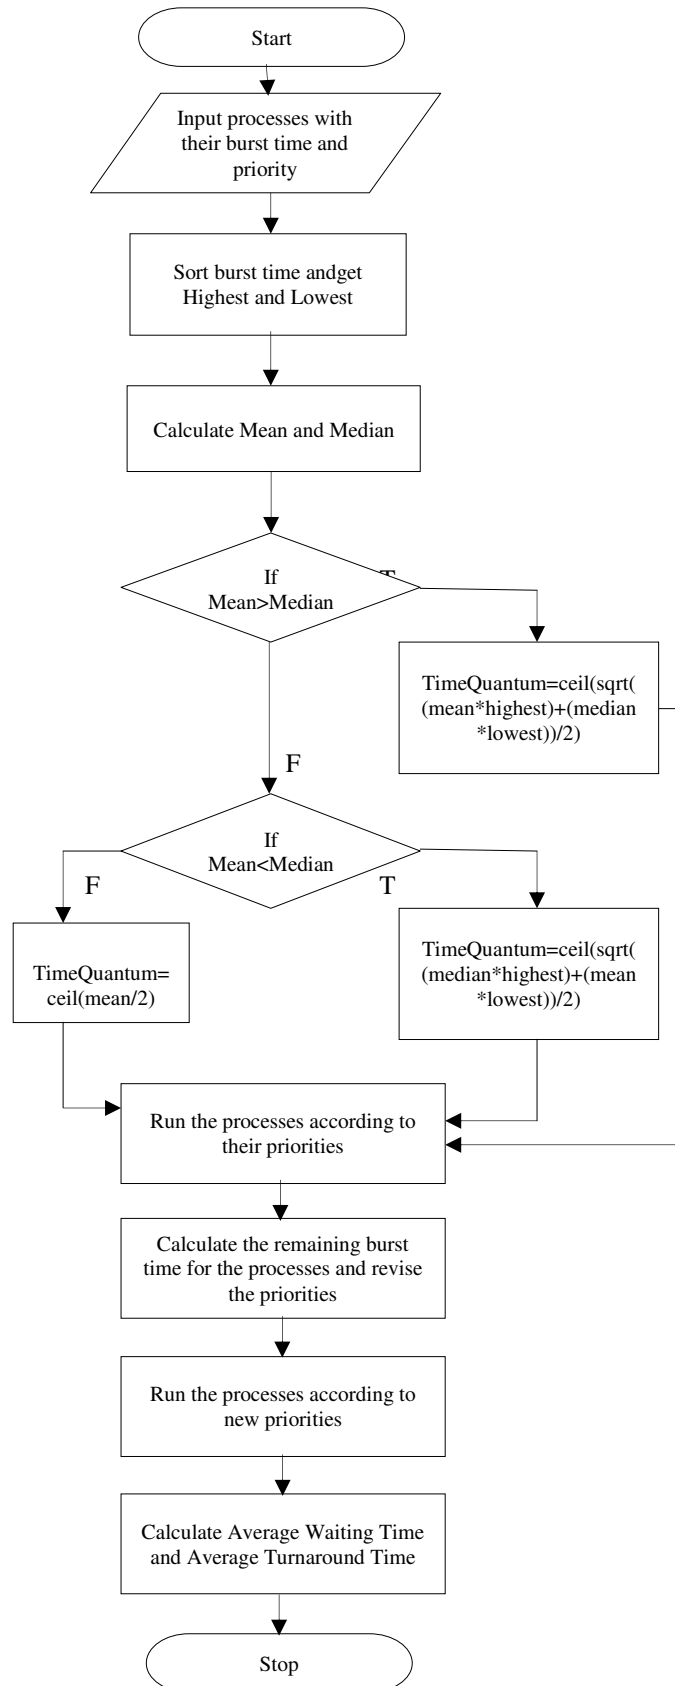 Start
Input processes with
their burst time and
priority
Sort burst time andget
Highest and Lowest
Calculate Mean and Median
If
Mean>Median
T
TimeQuantum=ceil(sqrt(
(mean*highest)+(median
*lowest))/2)
F
If
Mean<Median
F
T
TimeQuantum=
ceil(mean/2)
TimeQuantum=ceil(sqrt(
(median*highest)+(mean
*lowest))/2)
Run the processes according to
their priorities
Calculate the remaining burst
time for the processes and revise
the priorities
Run the processes according to
new priorities
Calculate Average Waiting Time
and Average Turnaround Time
Stop